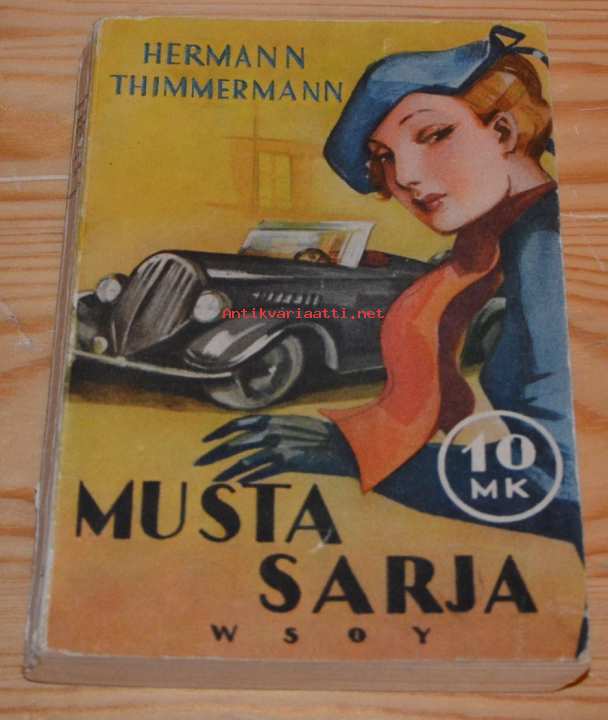 HERMANN
THIMMERMANN
Antikvariaatti.net
10
MK
MUSTA
SARJA
WSOY